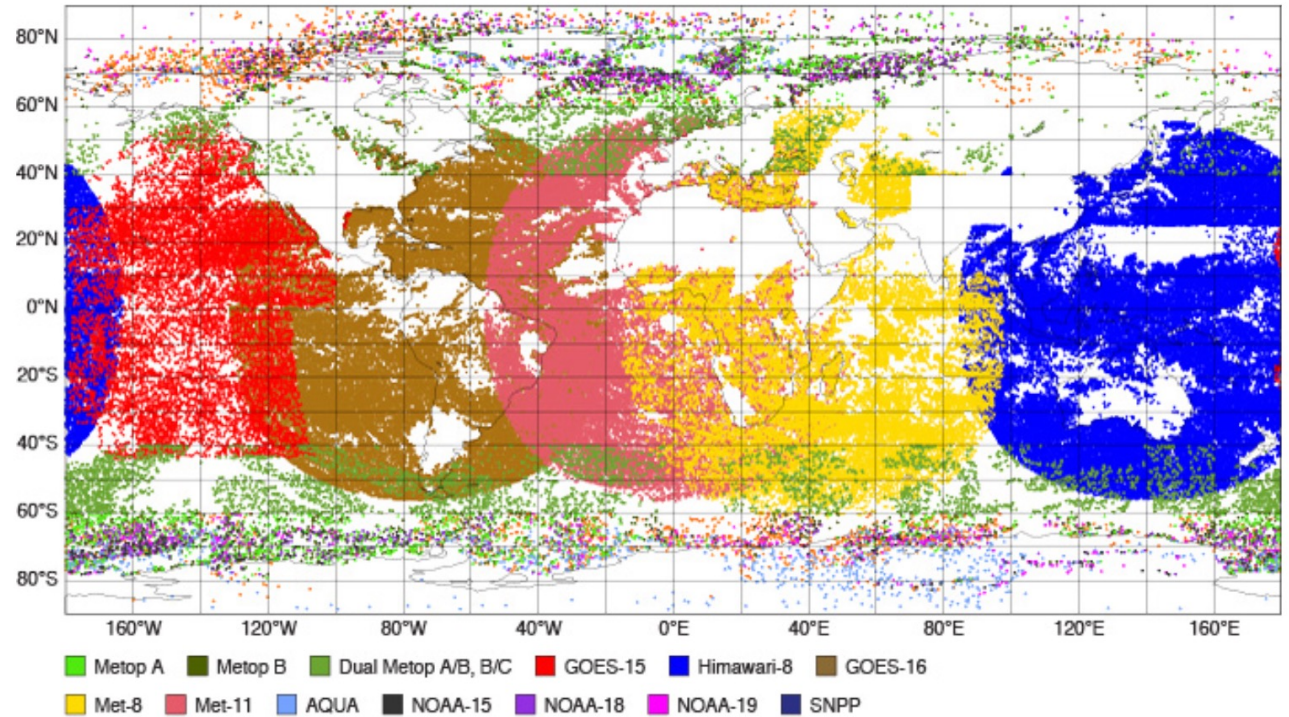 80°N
60°N
40°N
20°N
0°N
20°S
40°S
60°S
80°S
160°W 120°W 80°W 40°W 0°E 40°E 80°E 120°E 160°E
Metop A Metop B Dual Metop A/B, B/C GOES-15 Himawari-8 GOES-16
Met-8 Met-11 AQUA NOAA-15 NOAA-18 NOAA-19 SNPP